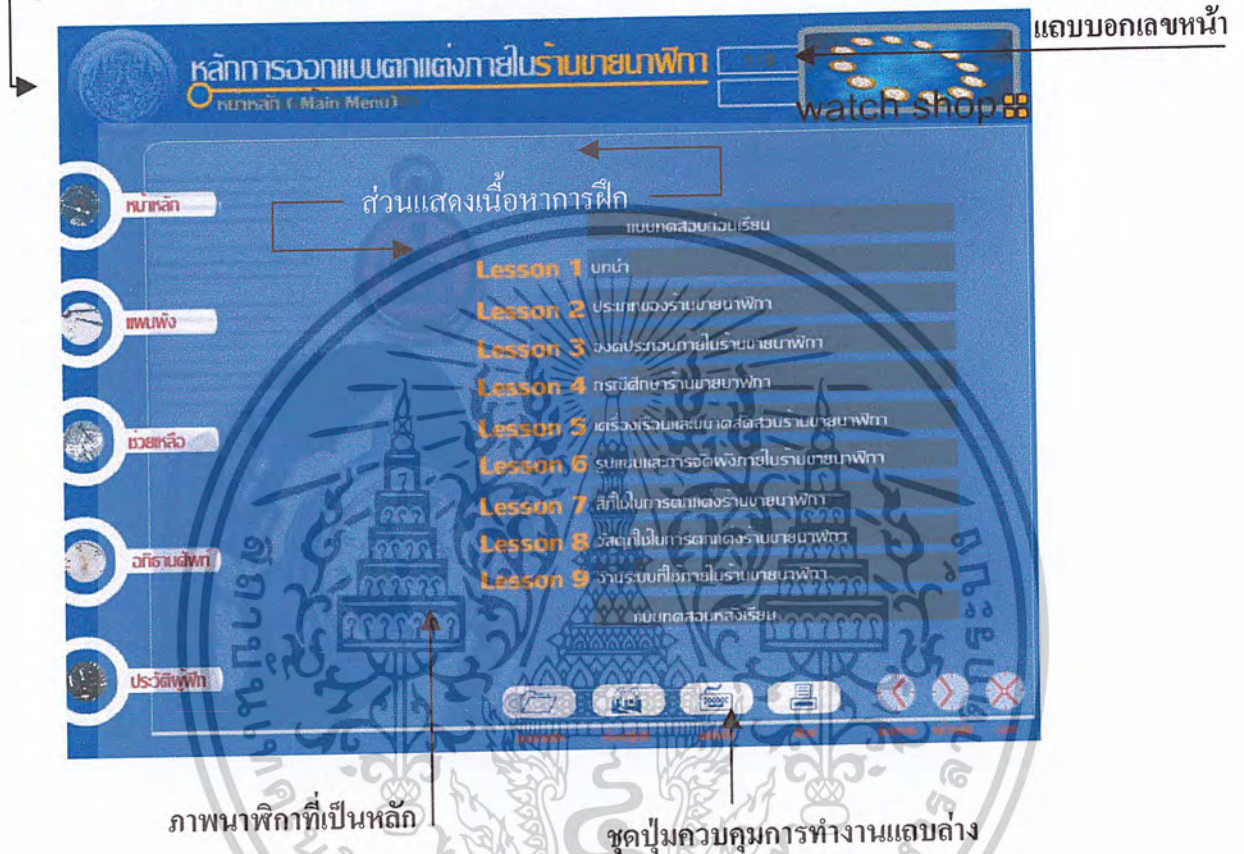 แถบบอกเลขหน้า
หลักการออกแบบตกแต่งภายในร้านขายนาฬิกา
หน้าหลัก ( Main Menu )
watch shop
หน้าหลัก
ส่วนแสดงเนื้อหาการฝึก
แบบทดสอบก่อนเรียน
Lesson 1 บทนำ
Lesson 2 ประเภทของร้านขายนาฬิกา
แผนผัง
Lesson 3 องค์ประกอบภายในร้านขายนาฬิกา
Lesson 4 กรณีศึกษาร้านขายนาฬิกา
Lesson 5 เครื่องเรือนและขนาดสัดส่วนร้านขายนาฬิกา
ช่วยเหลือ
Lesson 6 รูปแบบและการจัดผังภายในร้านขายนาฬิกา
Lesson 7 สีที่ใช้ในการตกแต่งร้านขายนาฬิกา
Lesson 8 วัสดุที่ใช้ในการตกแต่งร้านขายนาฬิกา
อภิธานศัพท์
Lesson 9 งานระบบที่ใช้ภายในร้านขายนาฬิกา
แบบทดสอบหลังเรียน
ประวัติผู้ฝึก
ภาพนาฬิกาที่เป็นหลัก
ชุดปุ่มควบคุมการทำงานแถบล่าง